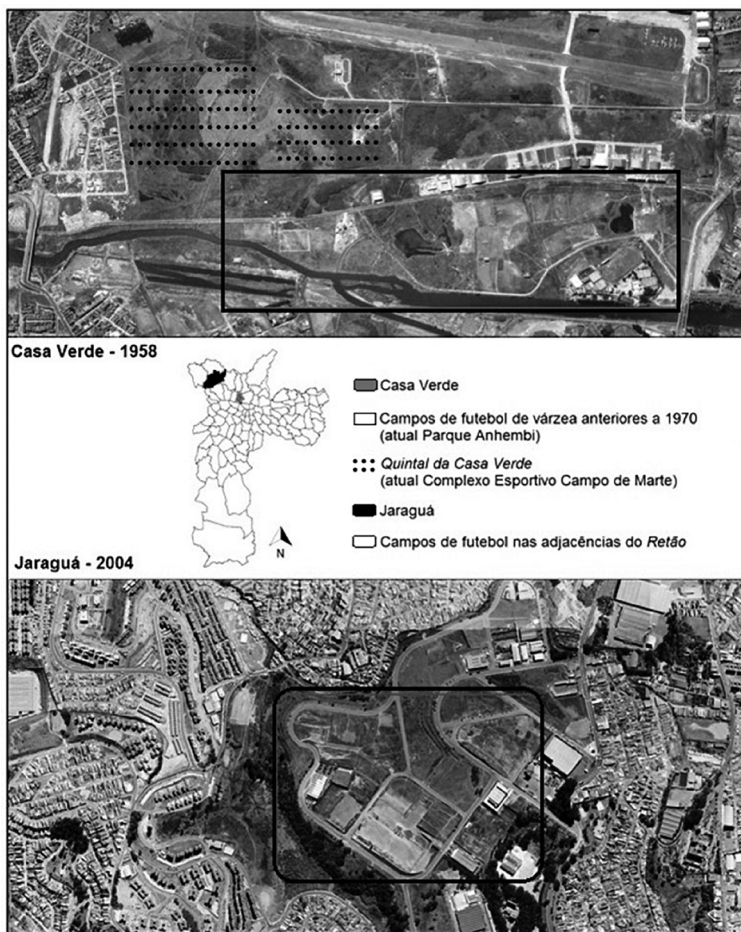 Casa Verde - 1958
Casa Verde
Campos de futebol de várzea anteriores a 1970
(atual Parque Anhembi)
Quintal da Casa Verde
(atual Complexo Esportivo Campo de Marte)
Jaraguá
Campos de futebol nas adjacências do Retão
N
Jaraguá - 2004